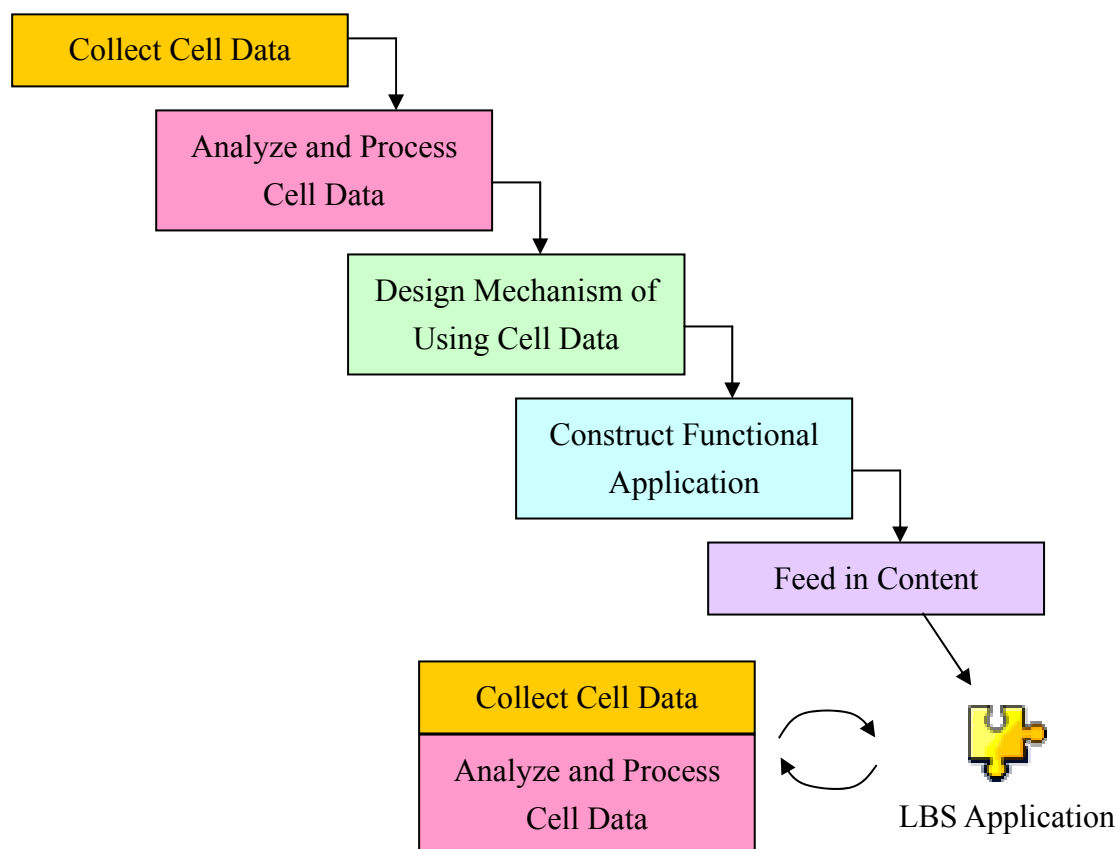 Collect Cell Data
Analyze and Process
Cell Data
Design Mechanism of
Using Cell Data
Construct Functional
Application
Feed in Content
Collect Cell Data
Analyze and Process
Cell Data
LBS Application